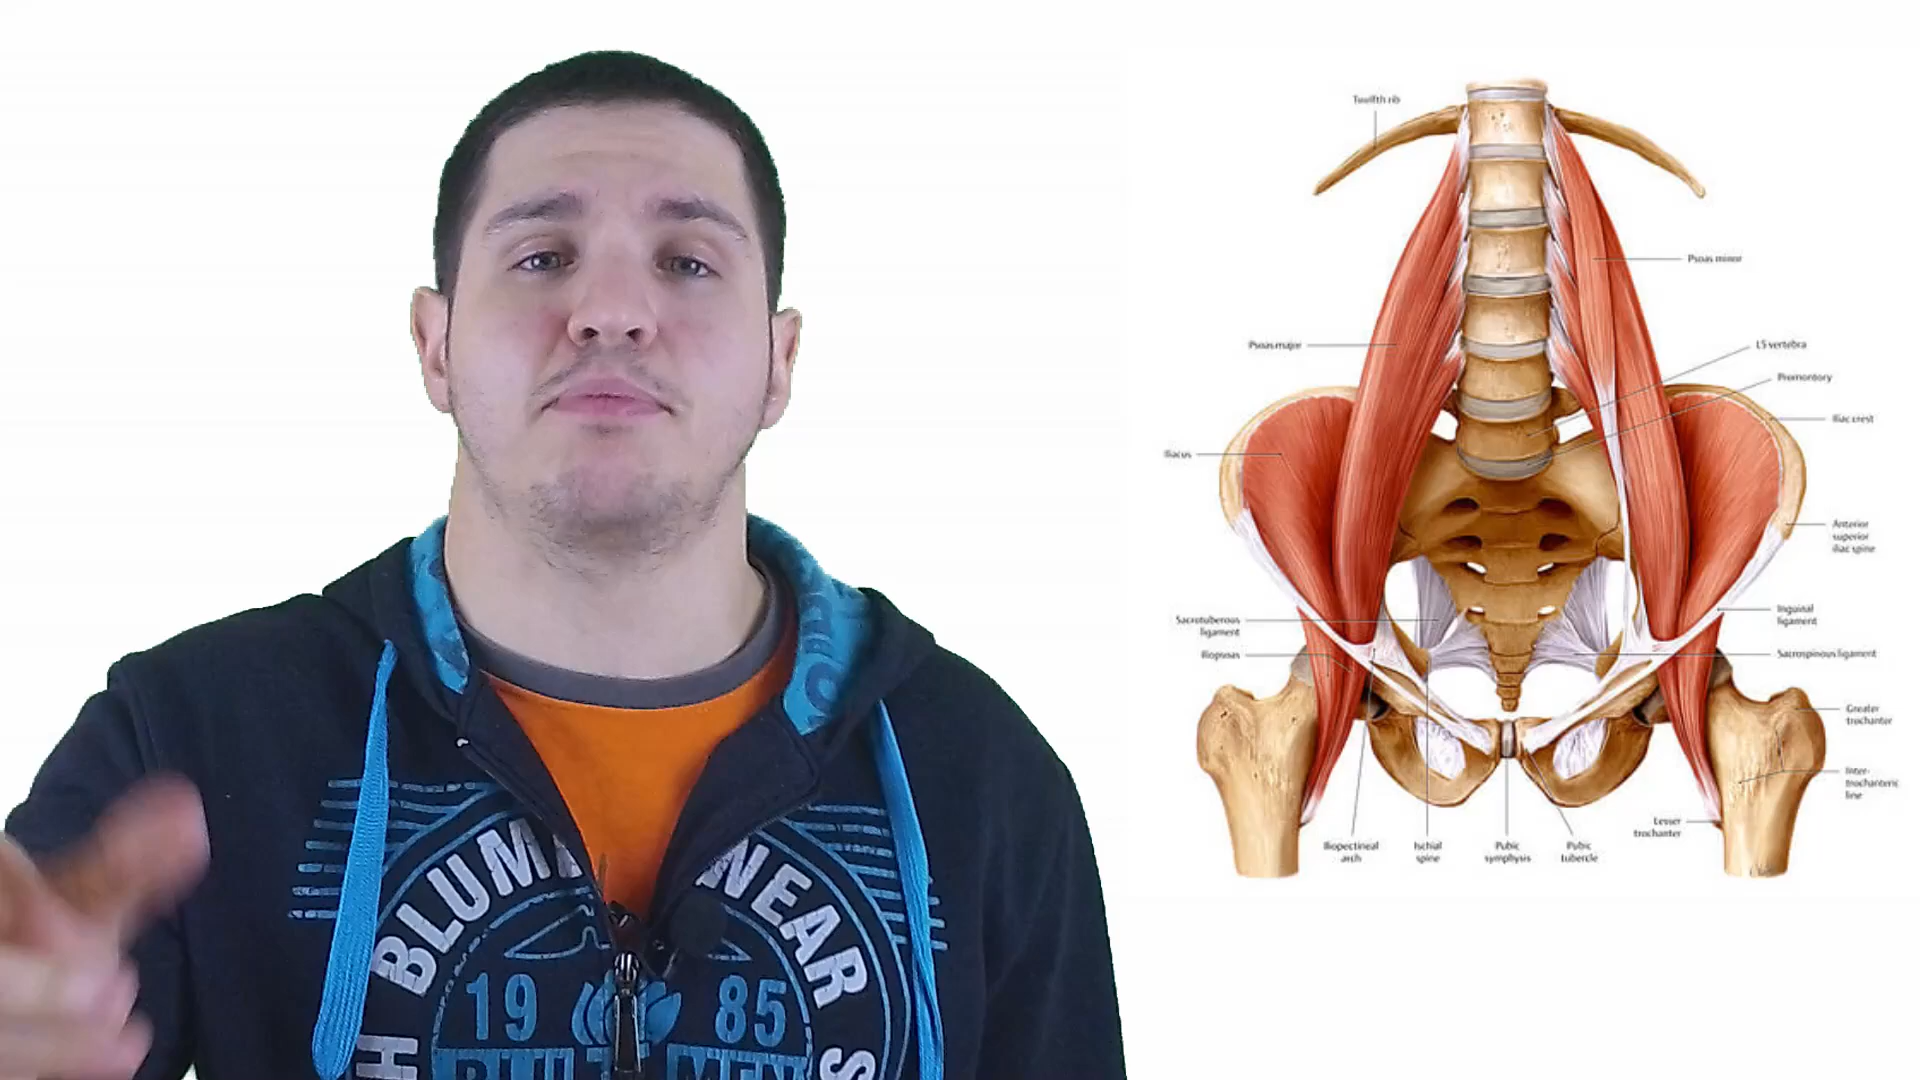 Twelfth rib
Psoas minor
Psoas major
L5 vertebra
Promontory
Iliac crest
Iliacus
Anterior
superior
iliac spine
Inguinal
ligament
Sacrotuberous
ligament
Iliopsoas
Sacrospinous ligament
Greater
trochanter
Inter-
trochanteric
line
Lesser
trochanter
Iliopectineal
arch
Ischial
spine
Pubic
symphysis
Pubic
tubercle
WEAR
19 85